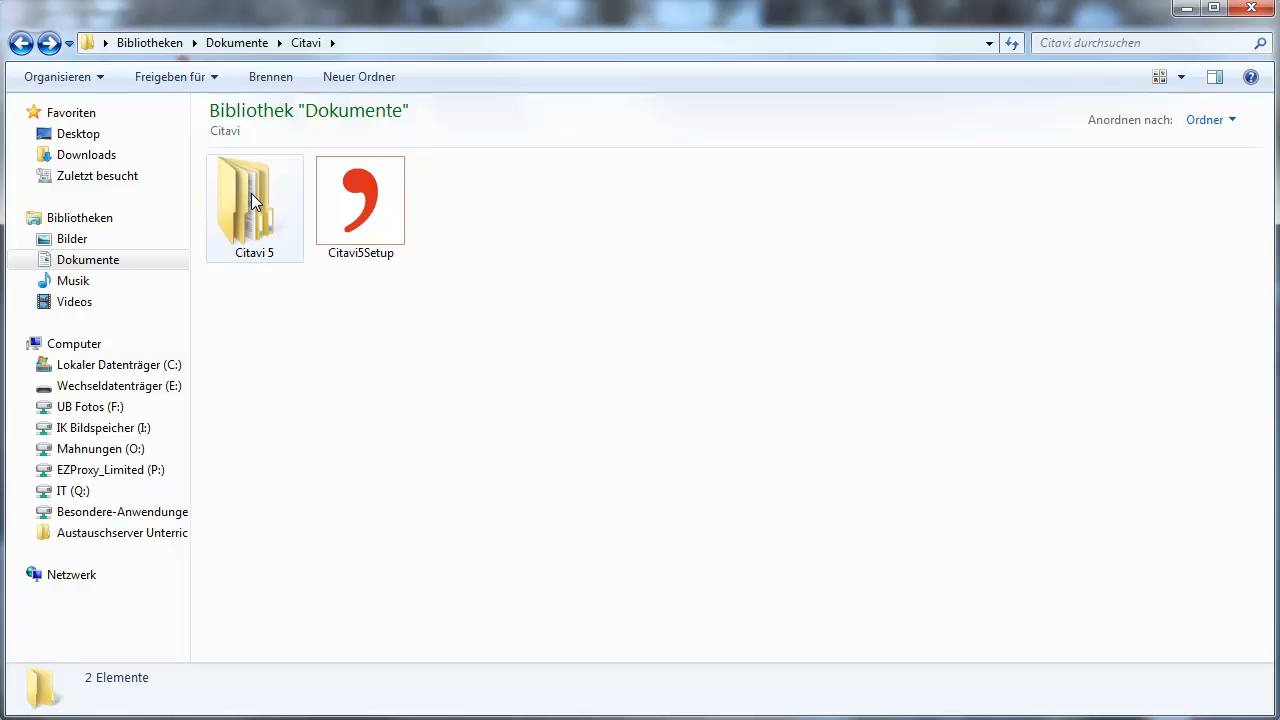 Bibliotheken Dokumente Citavi
Citavi durchsuchen
Organisieren Freigeben für Brennen Neuer Ordner
Favoriten
Desktop
Downloads
Zuletzt besucht
Bibliotheken
Bilder
Dokumente
Musik
Videos
Computer
Lokaler Datenträger (C:)
Wechseldatenträger (E:)
UB Fotos (F:)
IK Bildspeicher (I:)
Mahnungen (O:)
EZProxy_Limited (P:)
IT (Q:)
Besondere-Anwendunge
Austauschserver Unterric
Netzwerk
Bibliothek "Dokumente"
Citavi
Anordnen nach: Ordner
Citavi 5
Citavi5Setup
2 Elemente